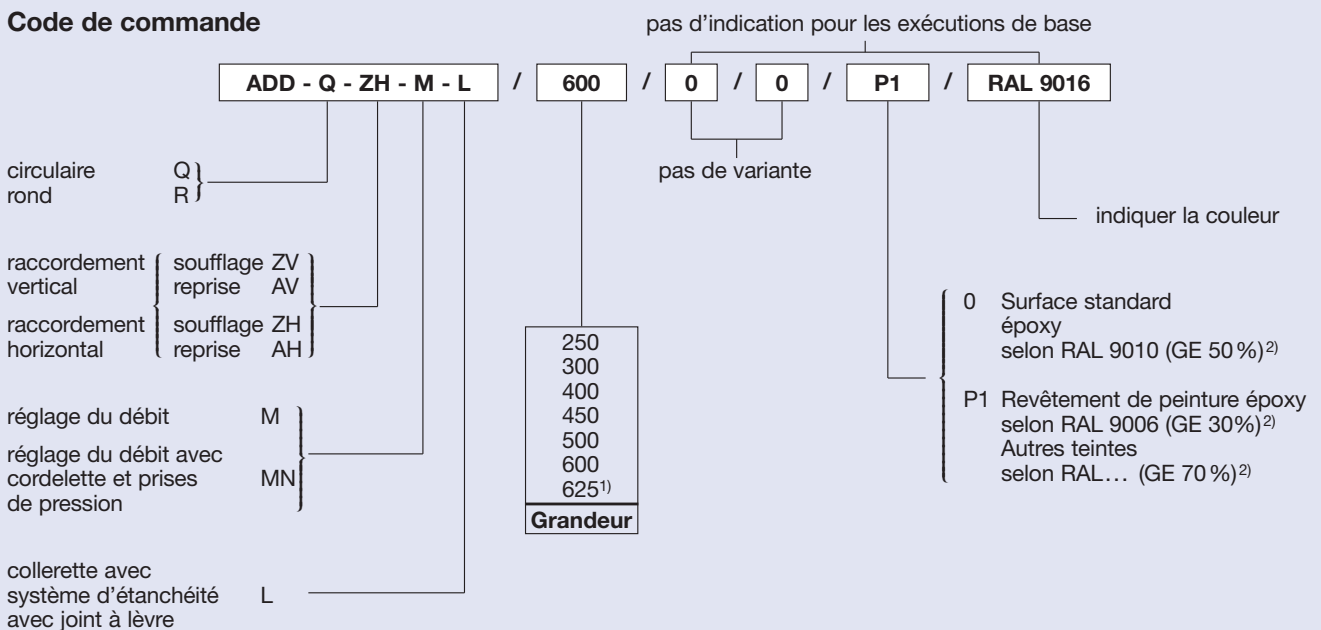 Code de commande
pas d'indication pour les exécutions de base
ADD - Q - ZH - M - L / 600 / 0 / 0 / P1 / RAL 9016
pas de variante
circulaire Q
rond R
indiquer la couleur
raccordement vertical
soufflage ZV
reprise AV
raccordement horizontal
soufflage ZH
reprise AH
réglage du débit M
réglage du débit avec
cordelette et prises MN
de pression
collerette avec
système d'étanchéité L
avec joint à lèvre
250
300
400
450
500
600
625¹⁾
Grandeur
0 Surface standard
époxy
selon RAL 9010 (GE 50 %)²⁾
P1 Revêtement de peinture époxy
selon RAL 9006 (GE 30%)²⁾
Autres teintes
selon RAL... (GE 70 %)²⁾